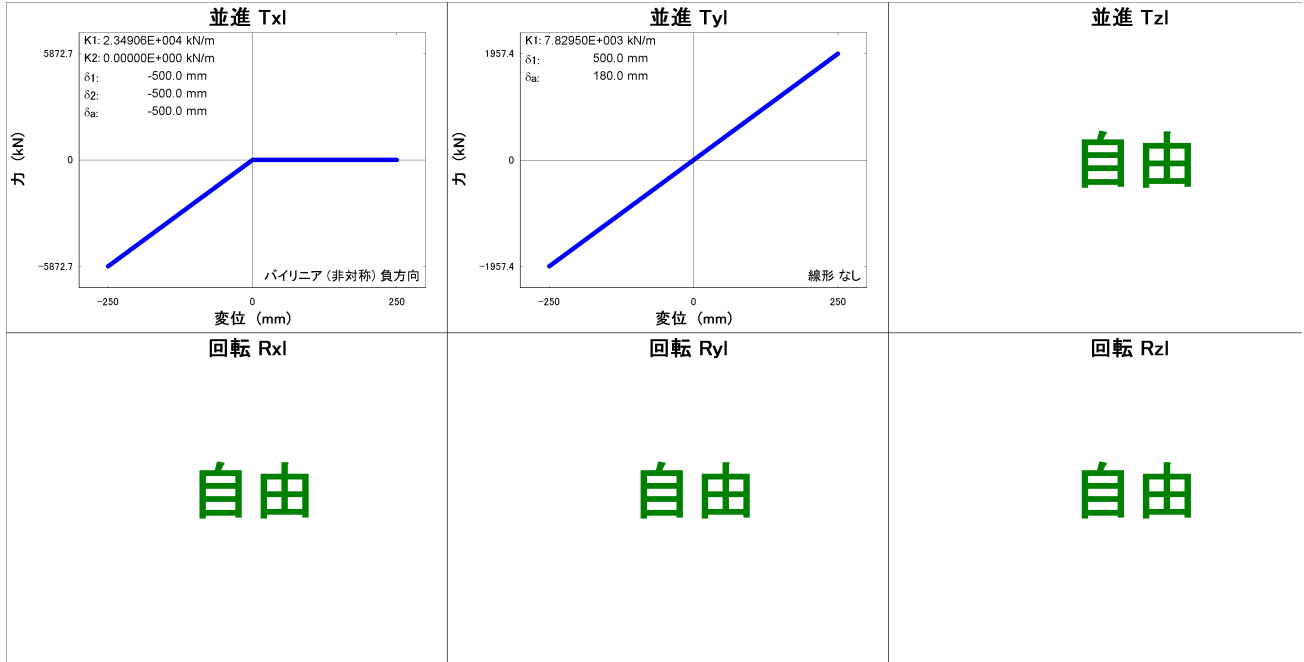 並進 Txl
K1: 2.34906E+004 kN/m
K2: 0.00000E+000 kN/m
δ1: -500.0 mm
δ2: -500.0 mm
δa: -500.0 mm
5872.7
0
-5872.7
力 (kN)
バイリニア (非対称) 負方向
-250
0
250
変位 (mm)
並進 Tyl
K1: 7.82950E+003 kN/m
δ1: 500.0 mm
δa: 180.0 mm
1957.4
0
-1957.4
力 (kN)
線形 なし
-250
0
250
変位 (mm)
並進 Tzl
自由
回転 Rxl
自由
回転 Ryl
自由
回転 Rzl
自由